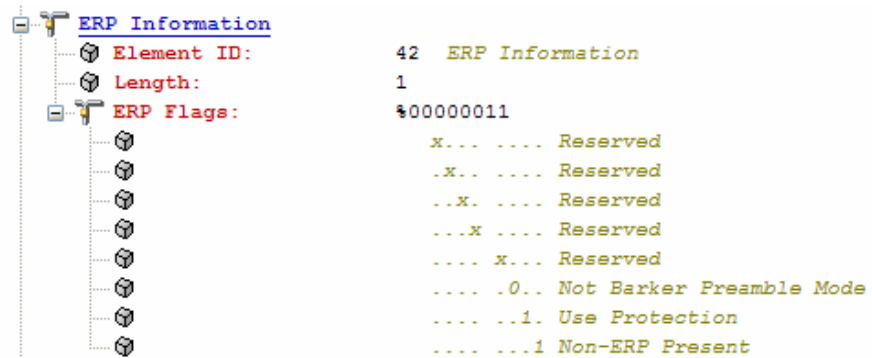 ERP Information
Element ID: 42 ERP Information
Length: 1
ERP Flags: %00000011
x... .... Reserved
.x.. .... Reserved
..x. .... Reserved
...x .... Reserved
.... x... Reserved
.... .0.. Not Barker Preamble Mode
.... ..1. Use Protection
.... ...1 Non-ERP Present